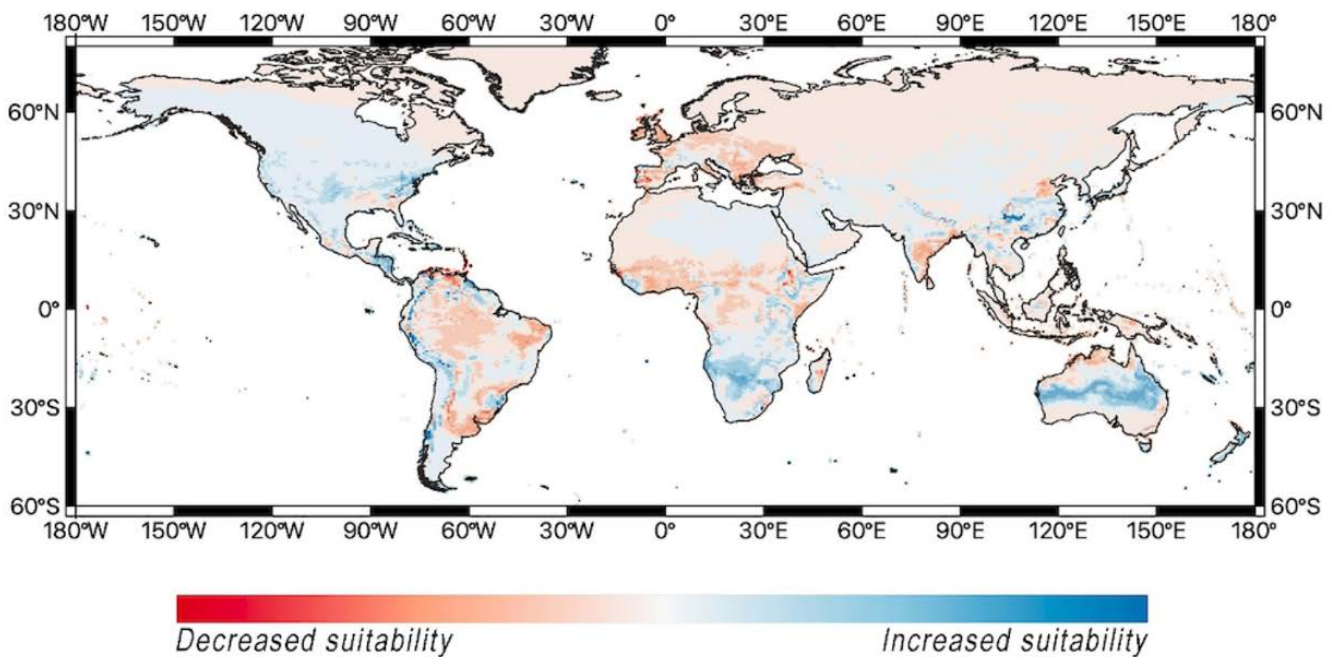 180°W 150°W 120°W 90°W 60°W 30°W 0° 30°E 60°E 90°E 120°E 150°E 180°
60°N 60°N
30°N 30°N
0° 0°
30°S 30°S
60°S 60°S
180°W 150°W 120°W 90°W 60°W 30°W 0° 30°E 60°E 90°E 120°E 150°E 180°
Decreased suitability Increased suitability